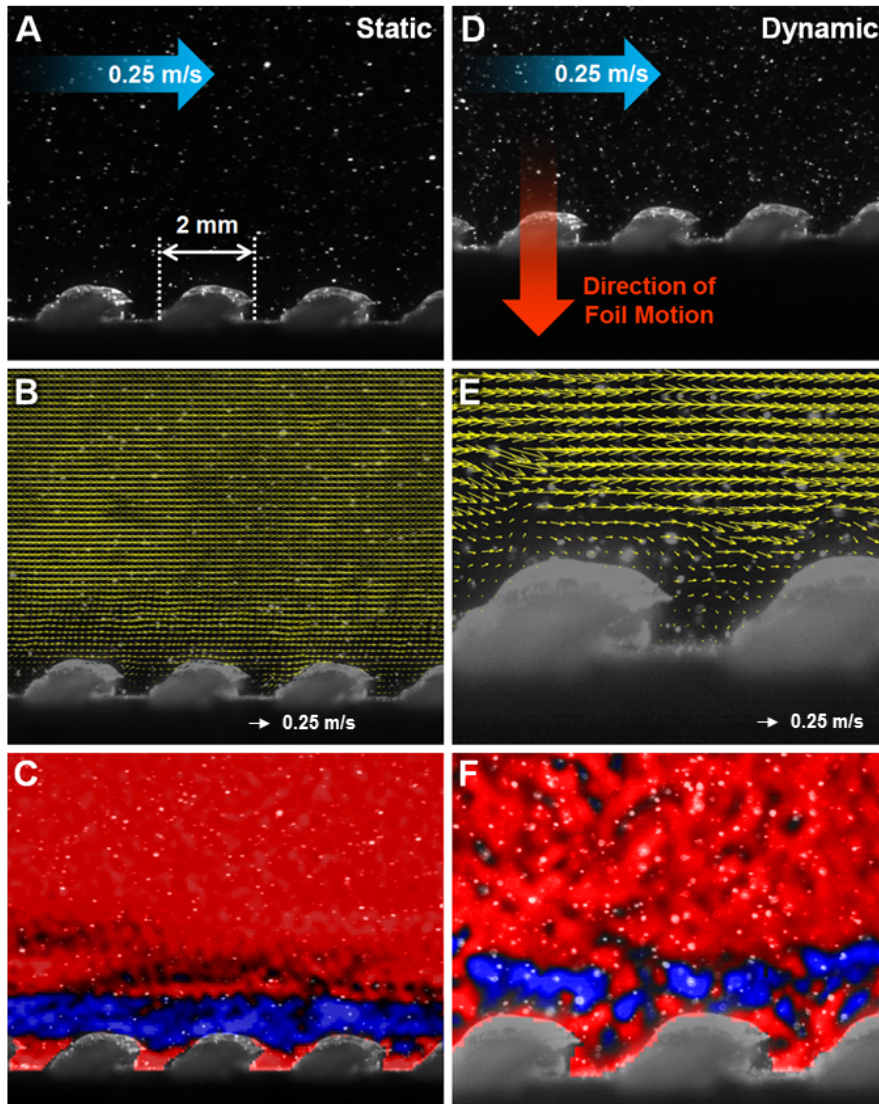 A
Static
0.25 m/s
2 mm
D
Dynamic
0.25 m/s
Direction of
Foil Motion
B
0.25 m/s
E
0.25 m/s
C
F